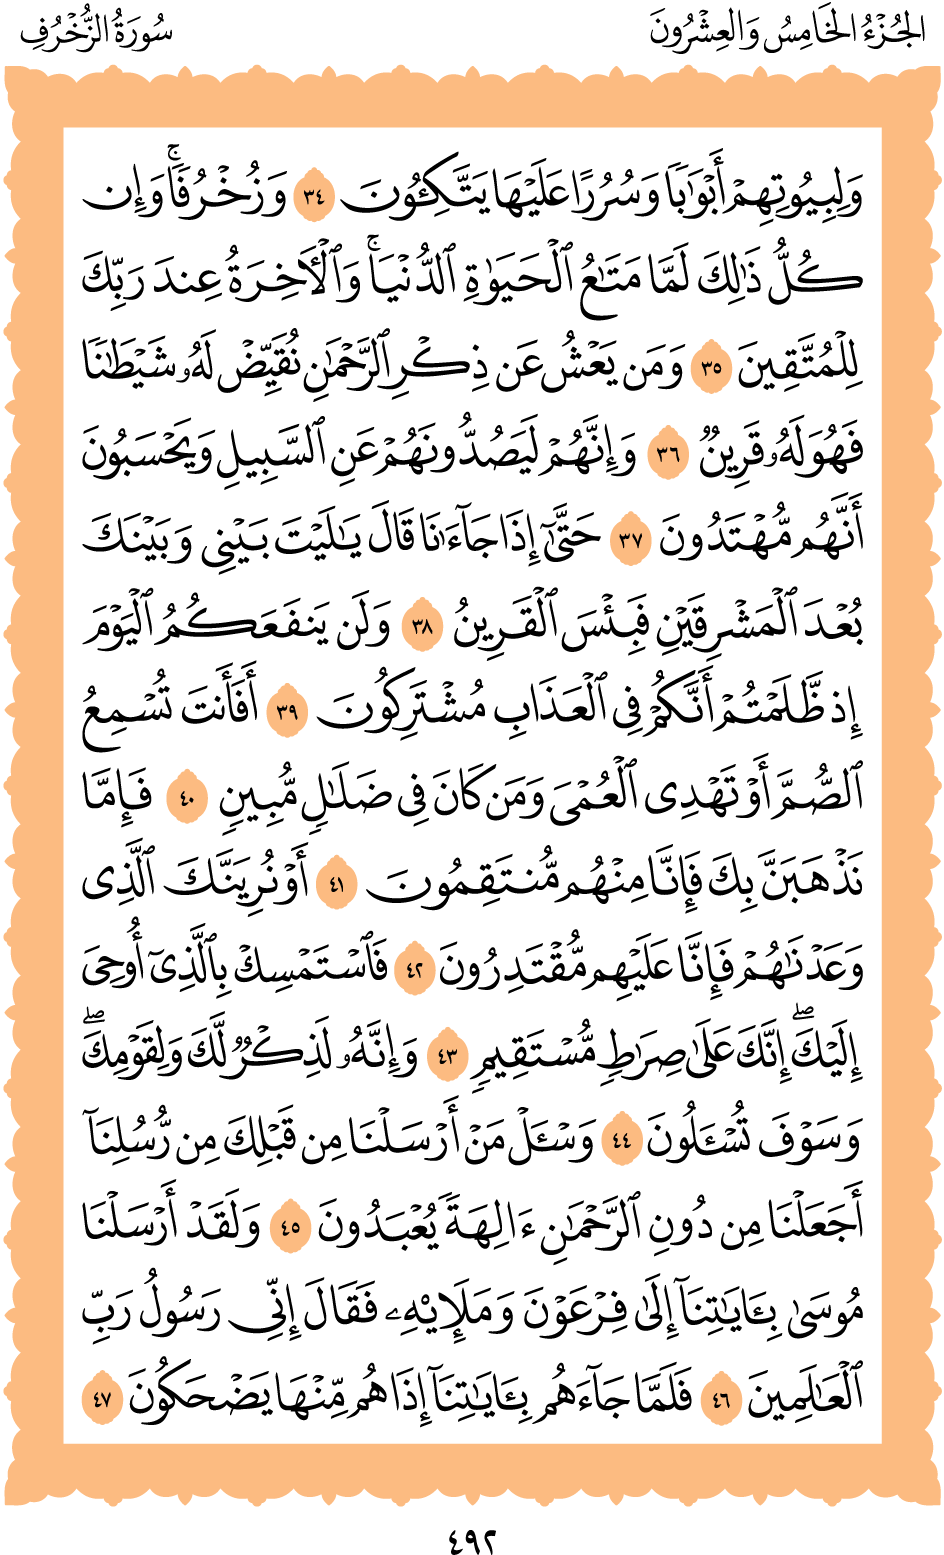 الجُزْءُ الخَامِسُ وَالعِشْرُونَ
سُورَةُ الزُّخْرُفِ
وَلِبُيُوتِهِمْ أَبْوَٰبًا وَسُرُرًا عَلَيْهَا يَتَّكِـُٔونَ ٣٤ وَزُخْرُفًا ۚ وَإِن
كُلُّ ذَٰلِكَ لَمَّا مَتَـٰعُ ٱلْحَيَوٰةِ ٱلدُّنْيَا ۚ وَٱلْـَٔاخِرَةُ عِندَ رَبِّكَ
لِلْمُتَّقِينَ ٣٥ وَمَن يَعْشُ عَن ذِكْرِ ٱلرَّحْمَـٰنِ نُقَيِّضْ لَهُۥ شَيْطَـٰنًا
فَهُوَ لَهُۥ قَرِينٌ ٣٦ وَإِنَّهُمْ لَيَصُدُّونَهُمْ عَنِ ٱلسَّبِيلِ وَيَحْسَبُونَ
أَنَّهُم مُّهْتَدُونَ ٣٧ حَتَّىٰٓ إِذَا جَآءَنَا قَالَ يَـٰلَيْتَ بَيْنِى وَبَيْنَكَ
بُعْدَ ٱلْمَشْرِقَيْنِ فَبِئْسَ ٱلْقَرِينُ ٣٨ وَلَن يَنفَعَكُمُ ٱلْيَوْمَ
إِذ ظَّلَمْتُمْ أَنَّكُمْ فِى ٱلْعَذَابِ مُشْتَرِكُونَ ٣٩ أَفَأَنتَ تُسْمِعُ
ٱلصُّمَّ أَوْ تَهْدِى ٱلْعُمْىَ وَمَن كَانَ فِى ضَلَـٰلٍ مُّبِينٍ ٤٠ فَإِمَّا
نَذْهَبَنَّ بِكَ فَإِنَّا مِنْهُم مُّنتَقِمُونَ ٤١ أَوْ نُرِيَنَّكَ ٱلَّذِى
وَعَدْنَـٰهُمْ فَإِنَّا عَلَيْهِم مُّقْتَدِرُونَ ٤٢ فَٱسْتَمْسِكْ بِٱلَّذِىٓ أُوحِىَ
إِلَيْكَ ۖ إِنَّكَ عَلَىٰ صِرَٰطٍ مُّسْتَقِيمٍ ٤٣ وَإِنَّهُۥ لَذِكْرٌ لَّكَ وَلِقَوْمِكَ ۖ
وَسَوْفَ تُسْـَٔلُونَ ٤٤ وَسْـَٔلْ مَنْ أَرْسَلْنَا مِن قَبْلِكَ مِن رُّسُلِنَآ
أَجَعَلْنَا مِن دُونِ ٱلرَّحْمَـٰنِ ءَالِهَةً يُعْبَدُونَ ٤٥ وَلَقَدْ أَرْسَلْنَا
مُوسَىٰ بِـَٔايَـٰتِنَآ إِلَىٰ فِرْعَوْنَ وَمَلَإِي۟هِۦ فَقَالَ إِنِّى رَسُولُ رَبِّ
ٱلْعَـٰلَمِينَ ٤٦ فَلَمَّا جَآءَهُم بِـَٔايَـٰتِنَآ إِذَا هُم مِّنْهَا يَضْحَكُونَ ٤٧
٤٩٢